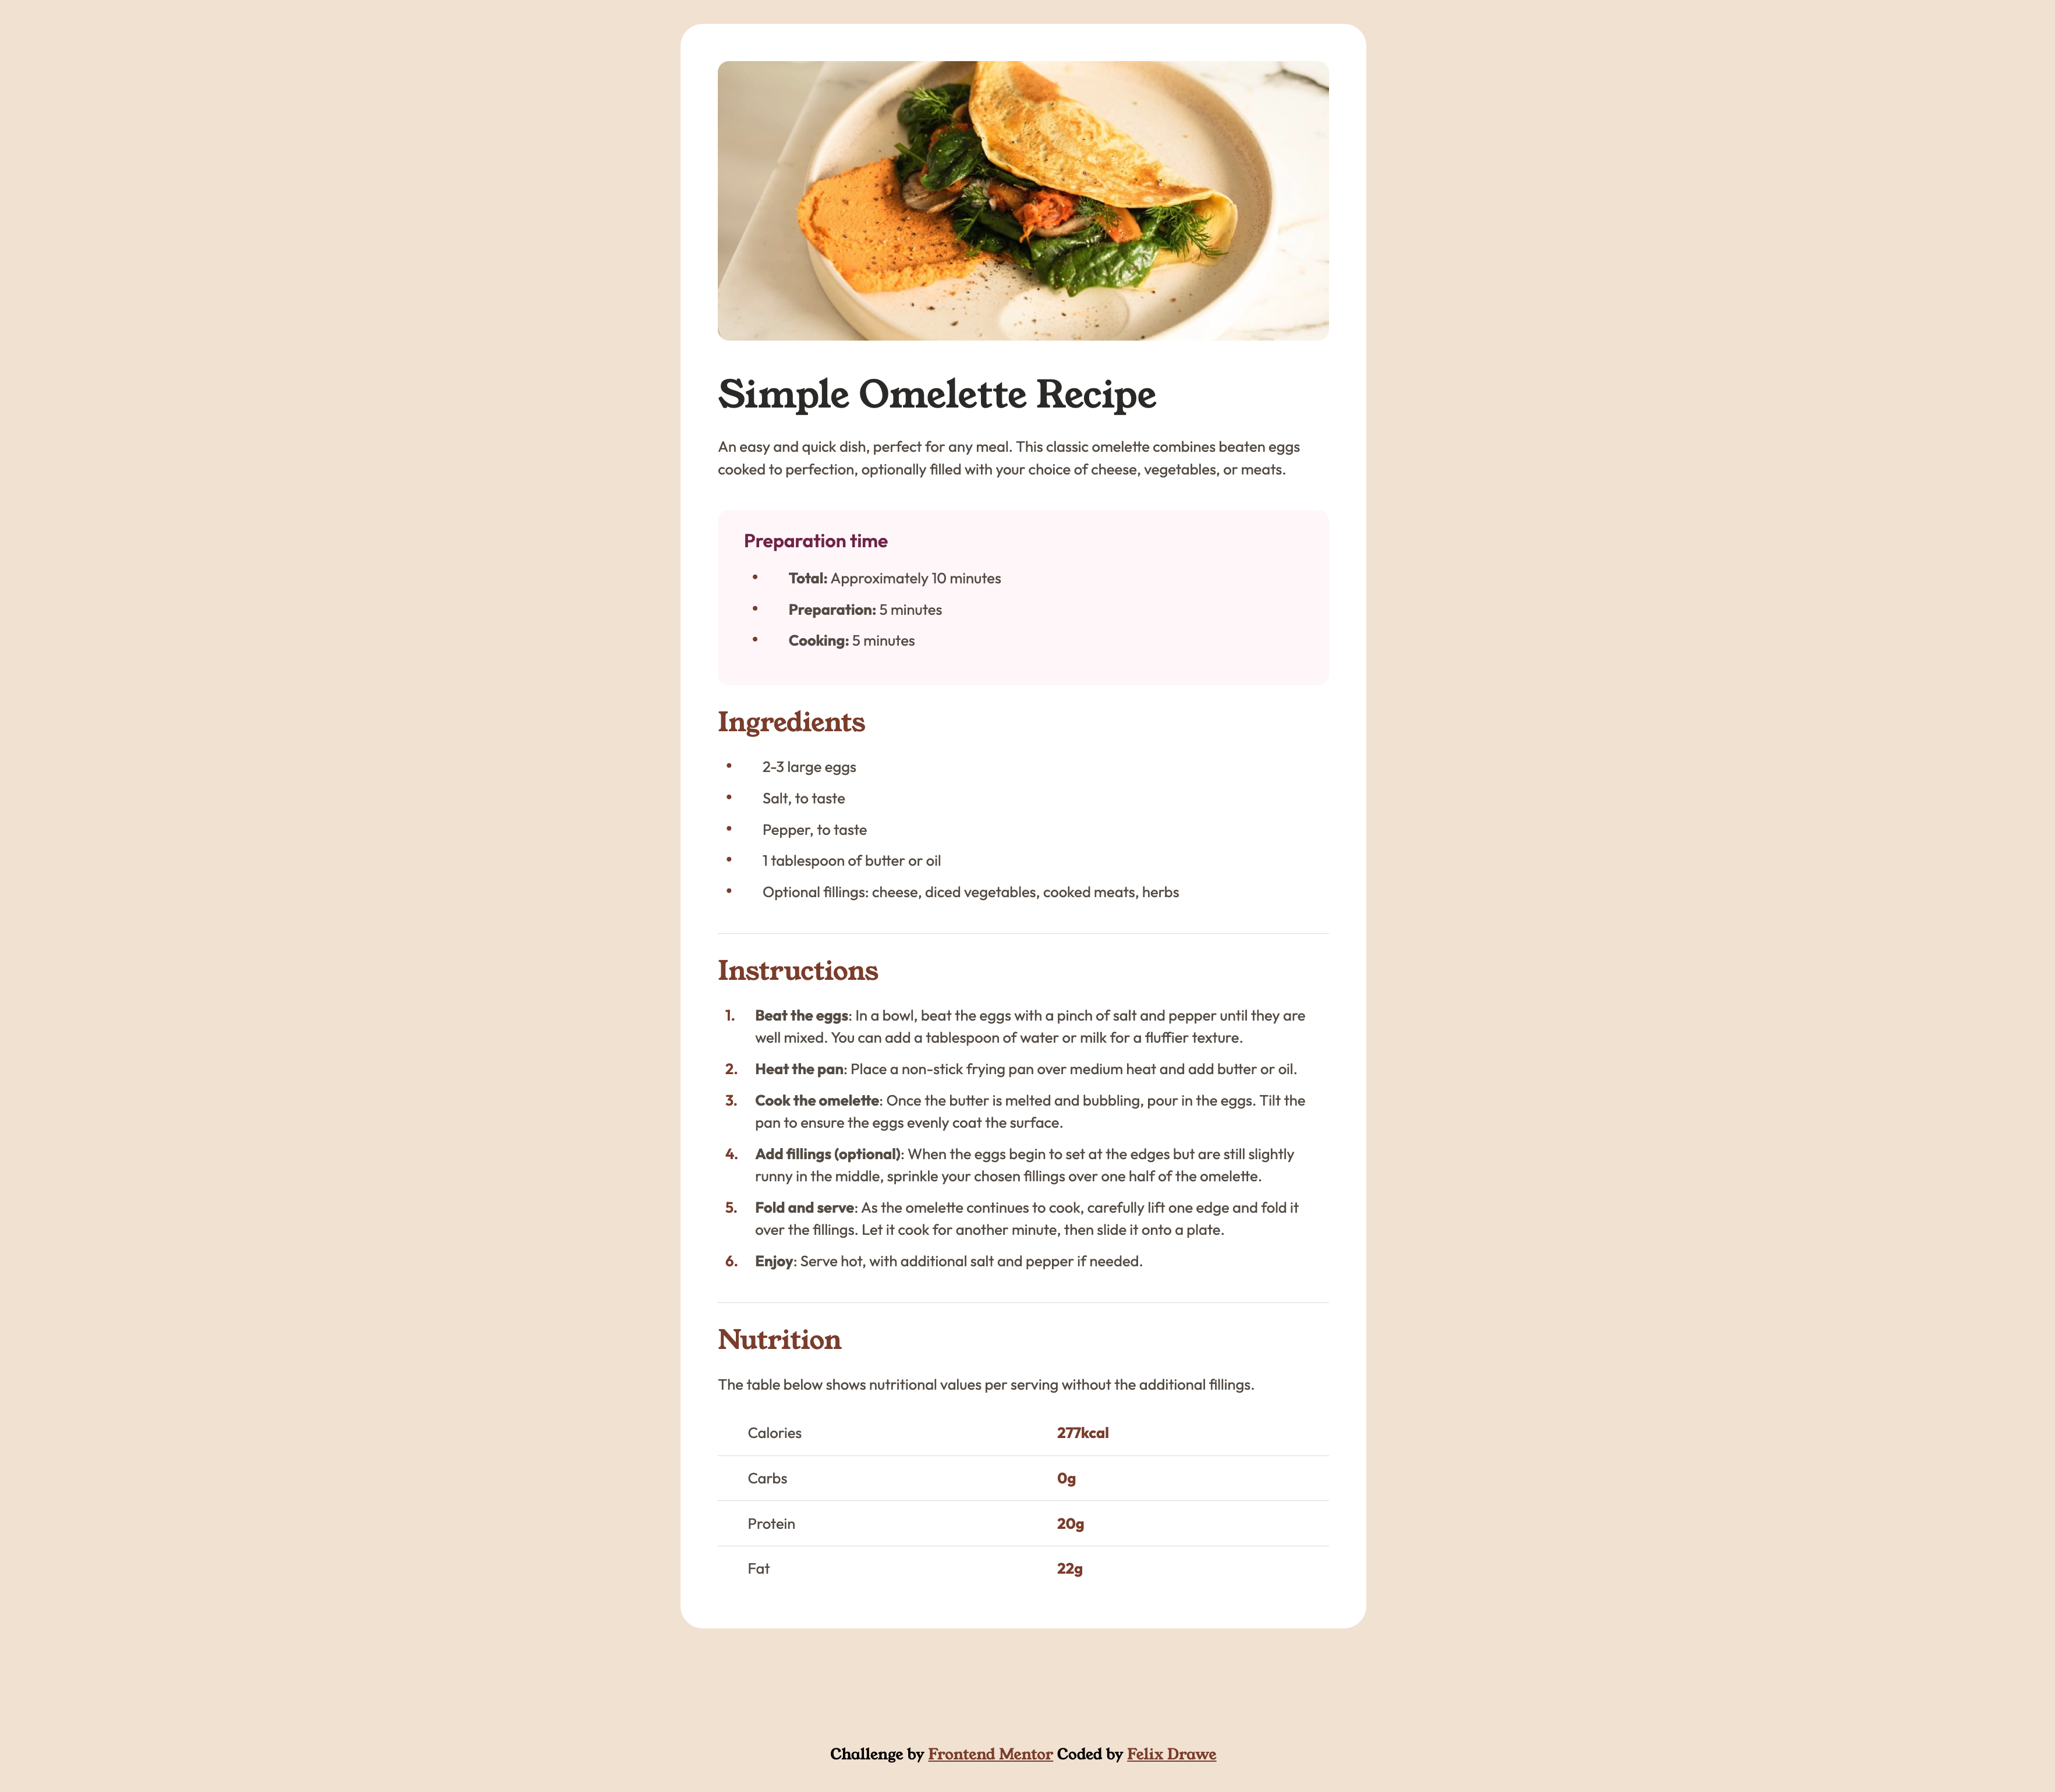 Simple Omelette Recipe
An easy and quick dish, perfect for any meal. This classic omelette combines beaten eggs
cooked to perfection, optionally filled with your choice of cheese, vegetables, or meats.
Preparation time
• Total: Approximately 10 minutes
• Preparation: 5 minutes
• Cooking: 5 minutes
Ingredients
• 2-3 large eggs
• Salt, to taste
• Pepper, to taste
• 1 tablespoon of butter or oil
• Optional fillings: cheese, diced vegetables, cooked meats, herbs
Instructions
1. Beat the eggs: In a bowl, beat the eggs with a pinch of salt and pepper until they are
well mixed. You can add a tablespoon of water or milk for a fluffier texture.
2. Heat the pan: Place a non-stick frying pan over medium heat and add butter or oil.
3. Cook the omelette: Once the butter is melted and bubbling, pour in the eggs. Tilt the
pan to ensure the eggs evenly coat the surface.
4. Add fillings (optional): When the eggs begin to set at the edges but are still slightly
runny in the middle, sprinkle your chosen fillings over one half of the omelette.
5. Fold and serve: As the omelette continues to cook, carefully lift one edge and fold it
over the fillings. Let it cook for another minute, then slide it onto a plate.
6. Enjoy: Serve hot, with additional salt and pepper if needed.
Nutrition
The table below shows nutritional values per serving without the additional fillings.
Calories 277kcal
Carbs 0g
Protein 20g
Fat 22g
Challenge by Frontend Mentor Coded by Felix Drawe